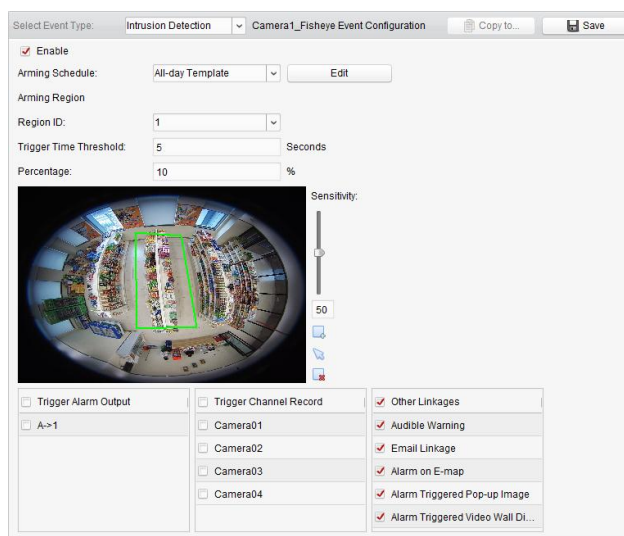 Select Event Type: Intrusion Detection Camera1_Fisheye Event Configuration Copy to... Save
Enable
Arming Schedule: All-day Template Edit
Arming Region
Region ID: 1
Trigger Time Threshold: 5 Seconds
Percentage: 10 %
Sensitivity:
50
Trigger Alarm Output Trigger Channel Record Other Linkages
A->1 Camera01 Audible Warning
Camera02 Email Linkage
Camera03 Alarm on E-map
Camera04 Alarm Triggered Pop-up Image
Alarm Triggered Video Wall Di...